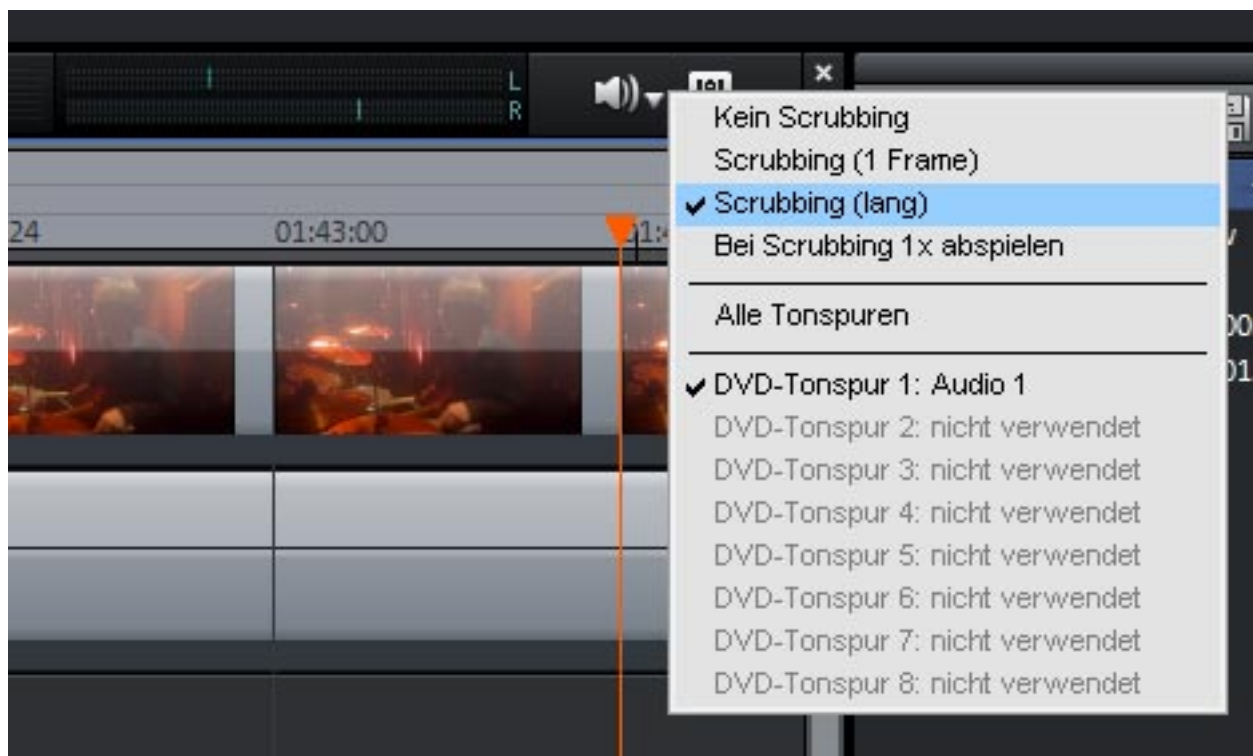 L
R
Kein Scrubbing
Scrubbing (1 Frame)
Scrubbing (lang)
Bei Scrubbing 1x abspielen
24
01:43:00
Alle Tonspuren
DVD-Tonspur 1: Audio 1
DVD-Tonspur 2: nicht verwendet
DVD-Tonspur 3: nicht verwendet
DVD-Tonspur 4: nicht verwendet
DVD-Tonspur 5: nicht verwendet
DVD-Tonspur 6: nicht verwendet
DVD-Tonspur 7: nicht verwendet
DVD-Tonspur 8: nicht verwendet